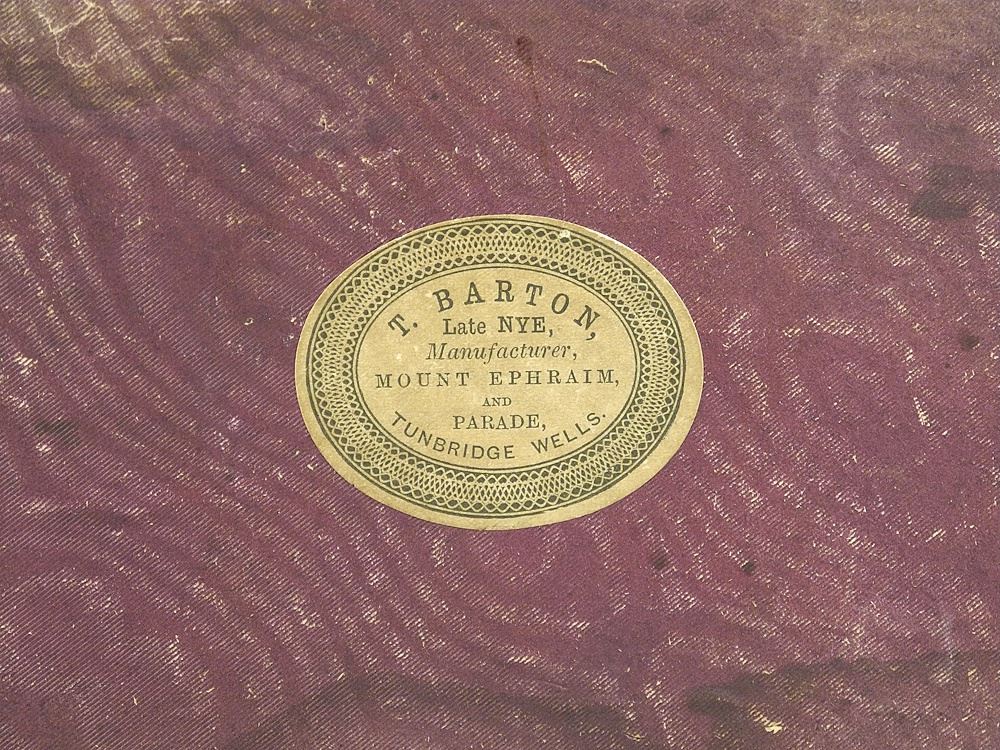 T. BARTON,
Late NYE,
Manufacturer,
MOUNT EPHRAIM,
AND
PARADE,
TUNBRIDGE WELLS.